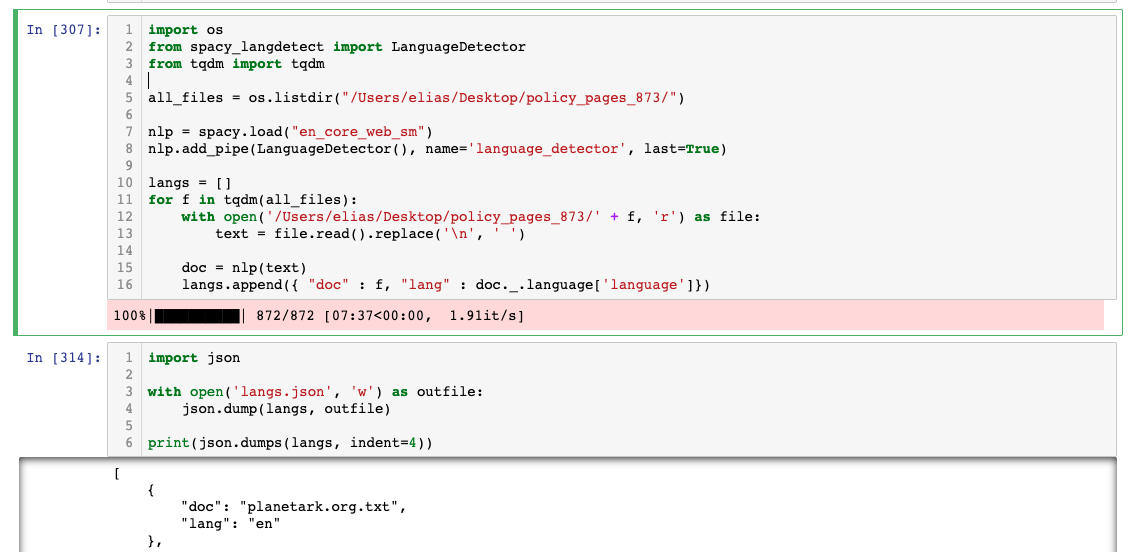 In [307]:
1 import os
2 from spacy_langdetect import LanguageDetector
3 from tqdm import tqdm
4
5 all_files = os.listdir("/Users/elias/Desktop/policy_pages_873/")
6
7 nlp = spacy.load("en_core_web_sm")
8 nlp.add_pipe(LanguageDetector(), name='language_detector', last=True)
9
10 langs = []
11 for f in tqdm(all_files):
12     with open('/Users/elias/Desktop/policy_pages_873/' + f, 'r') as file:
13         text = file.read().replace('\n', ' ')
14
15     doc = nlp(text)
16     langs.append({ "doc" : f, "lang" : doc._.language['language']})
100%|██████████| 872/872 [07:37<00:00,  1.91it/s]
In [314]:
1 import json
2
3 with open('langs.json', 'w') as outfile:
4     json.dump(langs, outfile)
5
6 print(json.dumps(langs, indent=4))
[
    {
        "doc": "planetark.org.txt",
        "lang": "en"
    },